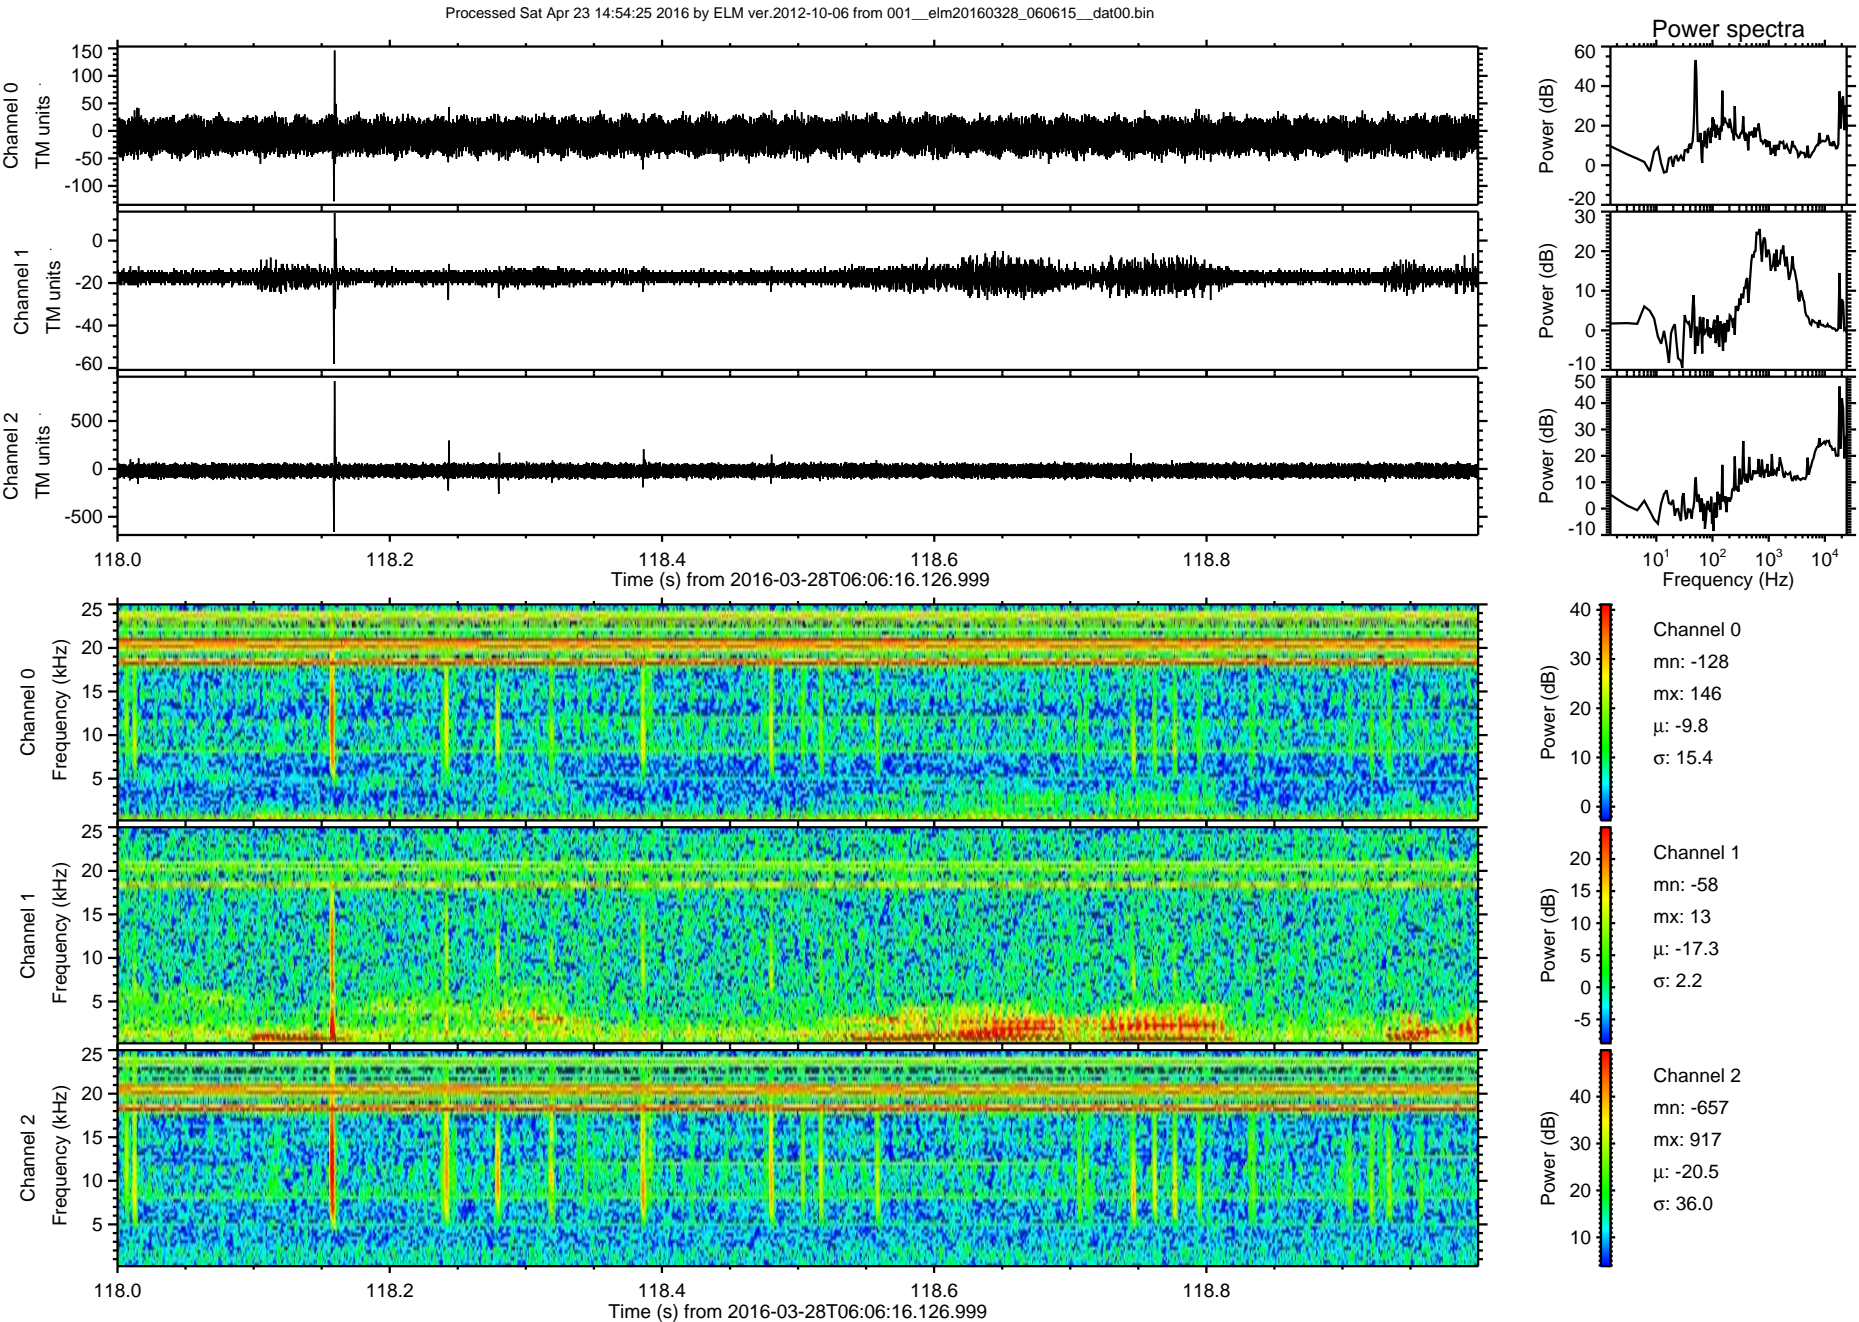 Processed Sat Apr 23 14:54:25 2016 by ELM ver.2012-10-06 from 001__elm20160328_060615__dat00.bin
Power spectra
Channel 0
TM units
150
100
50
0
-50
-100
Power (dB)
60
40
20
0
-20
Channel 1
TM units
0
-20
-40
-60
Power (dB)
30
20
10
0
-10
Channel 2
TM units
500
0
-500
Power (dB)
50
40
30
20
10
0
-10
118.0 118.2 118.4 118.6 118.8
Time (s) from 2016-03-28T06:06:16.126.999
10^1 10^2 10^3 10^4
Frequency (Hz)
Channel 0
Frequency (kHz)
25
20
15
10
5
Power (dB)
40
30
20
10
0
Channel 0
mn: -128
mx: 146
μ: -9.8
σ: 15.4
Channel 1
Frequency (kHz)
25
20
15
10
5
Power (dB)
20
15
10
5
0
-5
Channel 1
mn: -58
mx: 13
μ: -17.3
σ: 2.2
Channel 2
Frequency (kHz)
25
20
15
10
5
Power (dB)
40
30
20
10
Channel 2
mn: -657
mx: 917
μ: -20.5
σ: 36.0
118.0 118.2 118.4 118.6 118.8
Time (s) from 2016-03-28T06:06:16.126.999